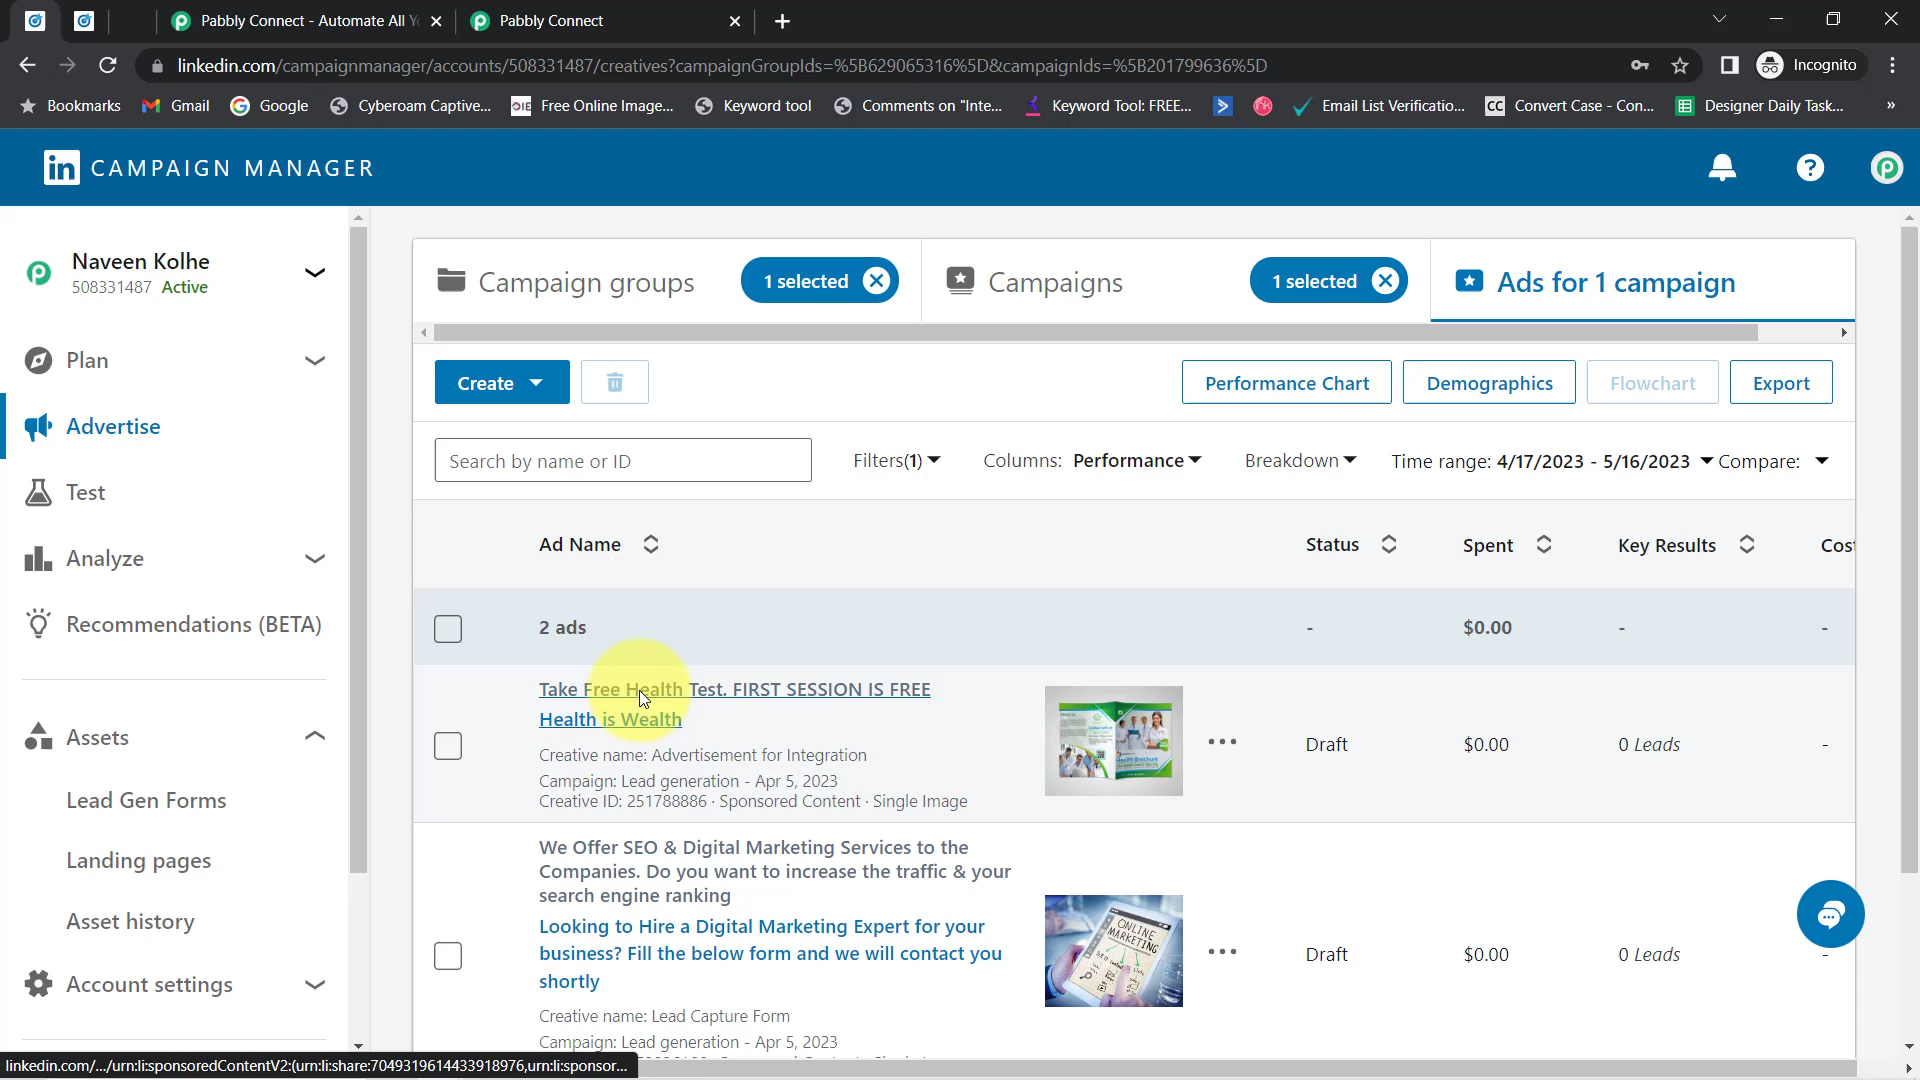 Pabbly Connect - Automate All Y
Pabbly Connect
linkedin.com/campaignmanager/accounts/508331487/creatives?campaignGroupIds=%5B629065316%5D&campaignIds=%5B201799636%5D
Incognito
Bookmarks
Gmail
Google
Cyberoam Captive...
Free Online Image...
Keyword tool
Comments on "Inte...
Keyword Tool: FREE...
Email List Verificatio...
Convert Case - Con...
Designer Daily Task...
in CAMPAIGN MANAGER
Naveen Kolhe
508331487 Active
Plan
Advertise
Test
Analyze
Recommendations (BETA)
Assets
Lead Gen Forms
Landing pages
Asset history
Account settings
Campaign groups
1 selected
Campaigns
1 selected
Ads for 1 campaign
Create
Performance Chart
Demographics
Flowchart
Export
Search by name or ID
Filters(1)
Columns: Performance
Breakdown
Time range: 4/17/2023 - 5/16/2023
Compare:
Ad Name
Status
Spent
Key Results
Cos
2 ads
-
$0.00
-
-
Take Free Health Test. FIRST SESSION IS FREE
Health is Wealth
Creative name: Advertisement for Integration
Campaign: Lead generation - Apr 5, 2023
Creative ID: 251788886 · Sponsored Content · Single Image
Draft
$0.00
0 Leads
-
We Offer SEO & Digital Marketing Services to the
Companies. Do you want to increase the traffic & your
search engine ranking
Looking to Hire a Digital Marketing Expert for your
business? Fill the below form and we will contact you
shortly
Creative name: Lead Capture Form
Campaign: Lead generation - Apr 5, 2023
ONLINE
MARKETING
Draft
$0.00
0 Leads
-
linkedin.com/.../urn:li:sponsoredContentV2:(urn:li:share:7049319614433918976,urn:li:sponsor...